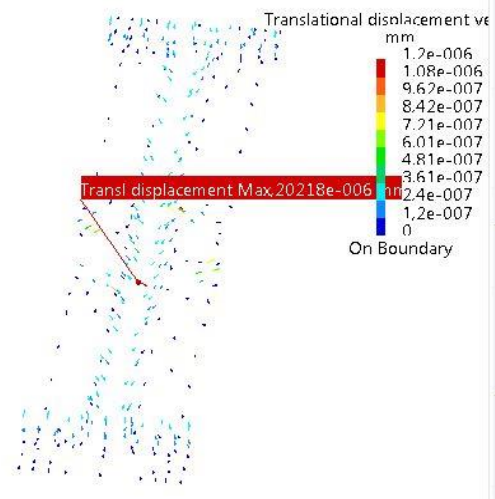 Translational displacement ve
mm
1.2e-006
1.08e-006
9.62e-007
8.42e-007
7.21e-007
6.01e-007
4.81e-007
3.61e-007
2.4e-007
1,2e-007
0
On Boundary
Transl displacement Max,20218e-006 mm